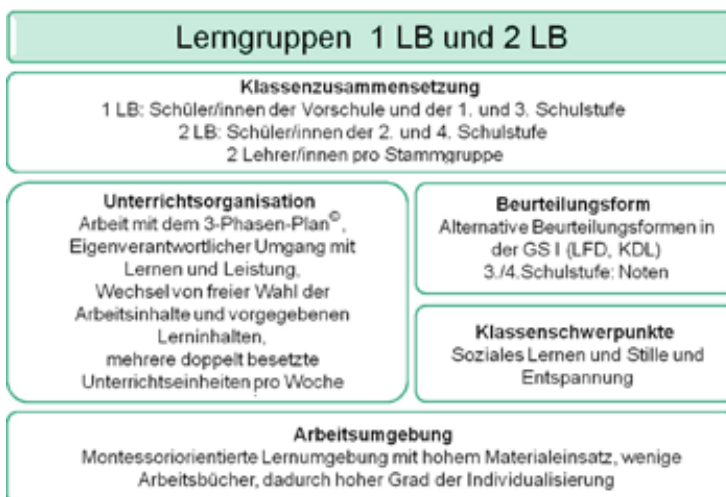 Lerngruppen 1 LB und 2 LB
Klassenzusammensetzung
1 LB: Schüler/innen der Vorschule und der 1. und 3. Schulstufe
2 LB: Schüler/innen der 2. und 4. Schulstufe
2 Lehrer/innen pro Stammgruppe
Unterrichtsorganisation
Arbeit mit dem 3-Phasen-Plan©,
Eigenverantwortlicher Umgang mit
Lernen und Leistung,
Wechsel von freier Wahl der
Arbeitsinhalte und vorgegebenen
Lerninhalten,
mehrere doppelt besetzte
Unterrichtseinheiten pro Woche
Beurteilungsform
Alternative Beurteilungsformen in
der GS I (LFD, KDL)
3./4.Schulstufe: Noten
Klassenschwerpunkte
Soziales Lernen und Stille und
Entspannung
Arbeitsumgebung
Montessoriorientierte Lernumgebung mit hohem Materialeinsatz, wenige
Arbeitsbücher, dadurch hoher Grad der Individualisierung